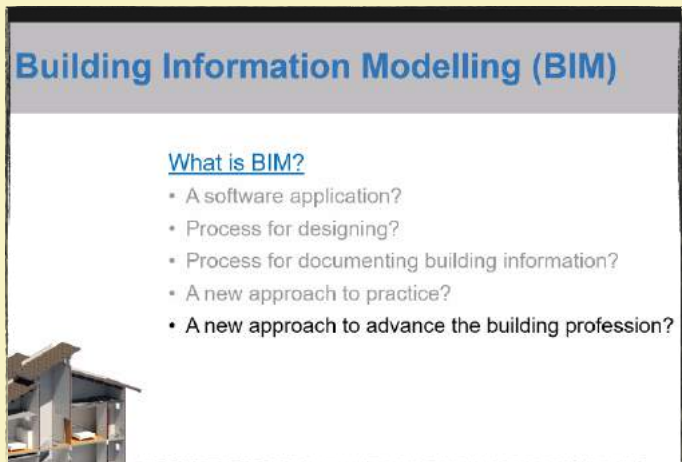 Building Information Modelling (BIM)
What is BIM?
• A software application?
• Process for designing?
• Process for documenting building information?
• A new approach to practice?
• A new approach to advance the building profession?